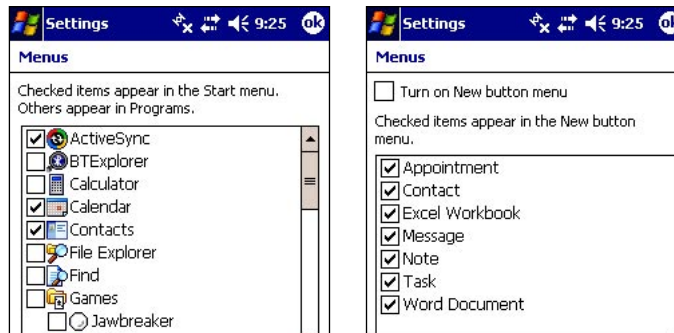 Settings 9:25 ok
Menus
Checked items appear in the Start menu.
Others appear in Programs.
ActiveSync
BTExplorer
Calculator
Calendar
Contacts
File Explorer
Find
Games
Jawbreaker
Settings 9:25 ok
Menus
Turn on New button menu
Checked items appear in the New button
menu.
Appointment
Contact
Excel Workbook
Message
Note
Task
Word Document